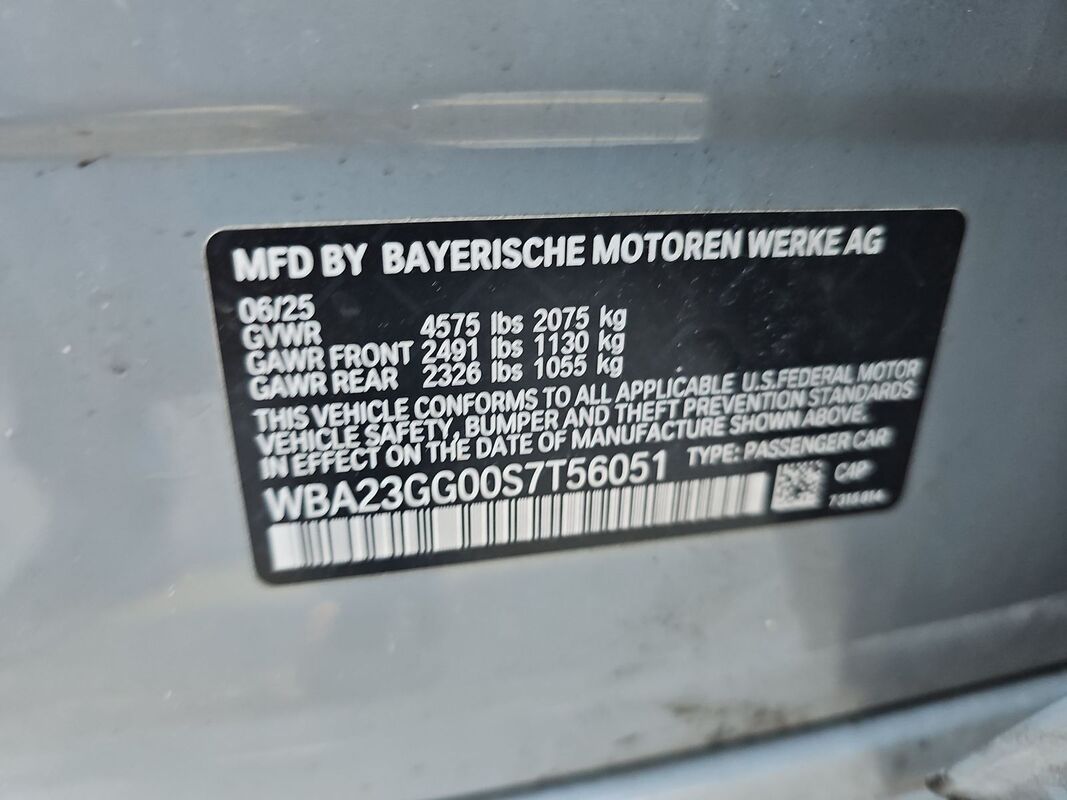 MFD BY BAYERISCHE MOTOREN WERKE AG
06/25
GVWR 4575 lbs 2075 kg
GAWR FRONT 2491 lbs 1130 kg
GAWR REAR 2326 lbs 1055 kg
THIS VEHICLE CONFORMS TO ALL APPLICABLE U.S.FEDERAL MOTOR
VEHICLE SAFETY, BUMPER AND THEFT PREVENTION STANDARDS
IN EFFECT ON THE DATE OF MANUFACTURE SHOWN ABOVE.
WBA23GG00S7T56051 TYPE: PASSENGER CAR
C4P